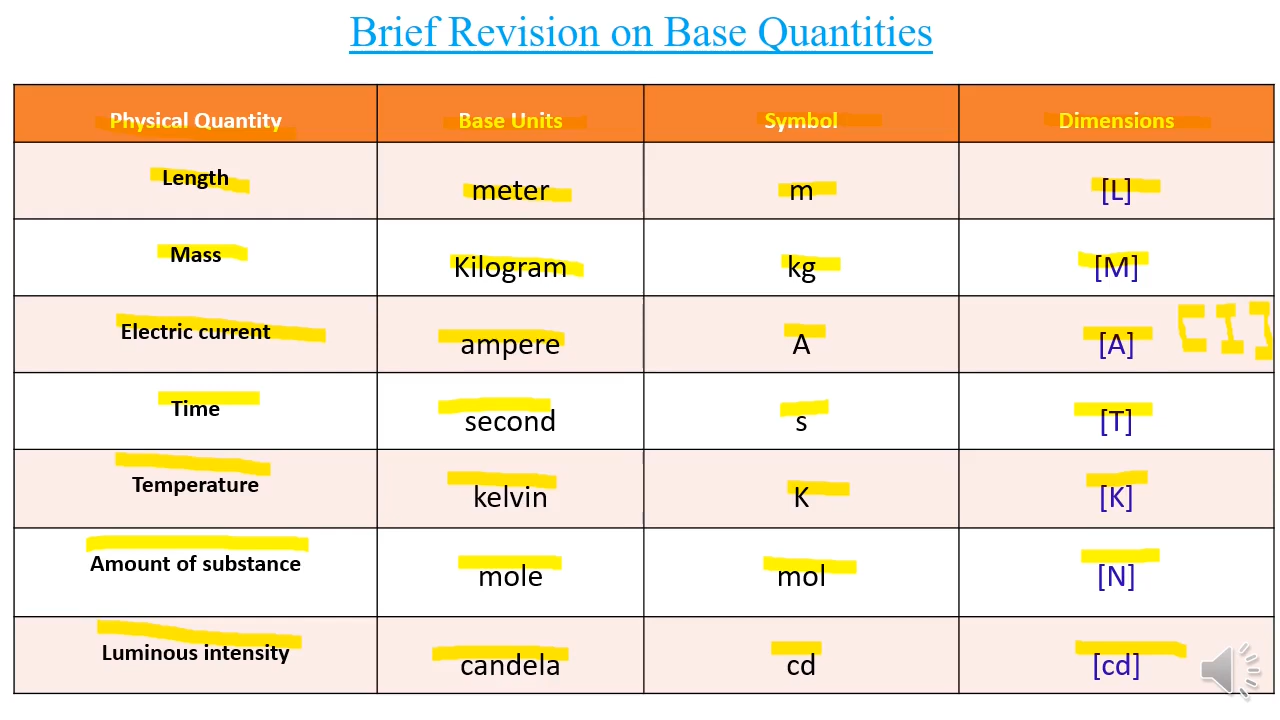 Brief Revision on Base Quantities
Physical Quantity Base Units Symbol Dimensions
Length meter m [L]
Mass Kilogram kg [M]
Electric current ampere A [A] [I]
Time second s [T]
Temperature kelvin K [K]
Amount of substance mole mol [N]
Luminous intensity candela cd [cd]